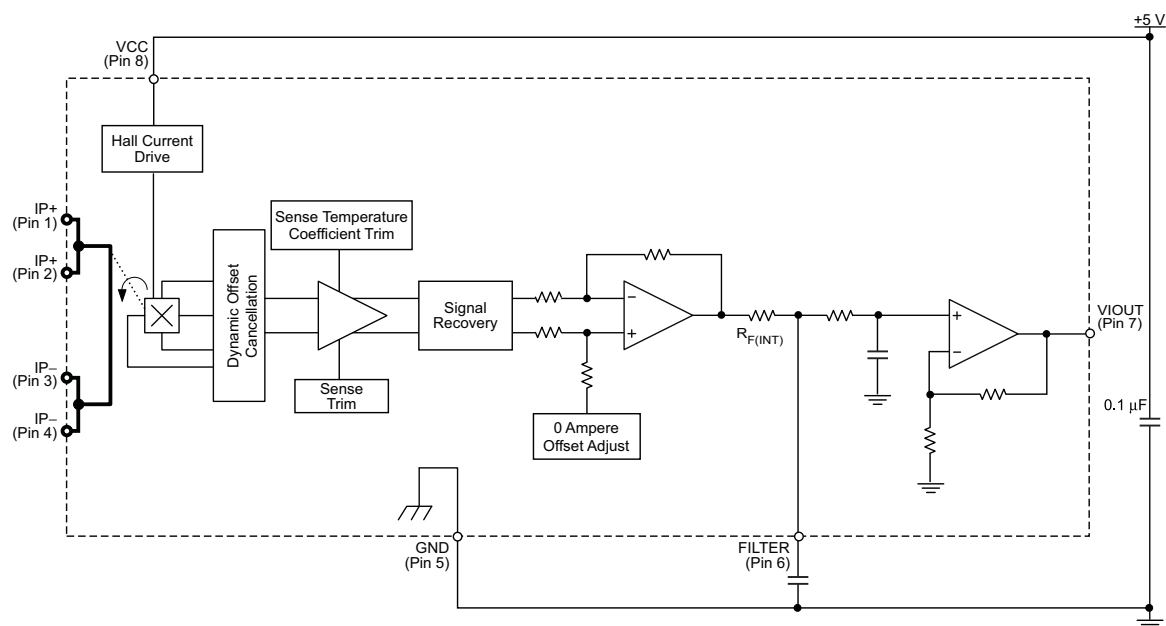 +5 V
VCC
(Pin 8)
Hall Current
Drive
IP+
(Pin 1)
IP+
(Pin 2)
IP−
(Pin 3)
IP−
(Pin 4)
Dynamic Offset
Cancellation
Sense Temperature
Coefficient Trim
Sense
Trim
Signal
Recovery
0 Ampere
Offset Adjust
−
+
RF(INT)
+
−
VIOUT
(Pin 7)
0.1 µF
GND
(Pin 5)
FILTER
(Pin 6)